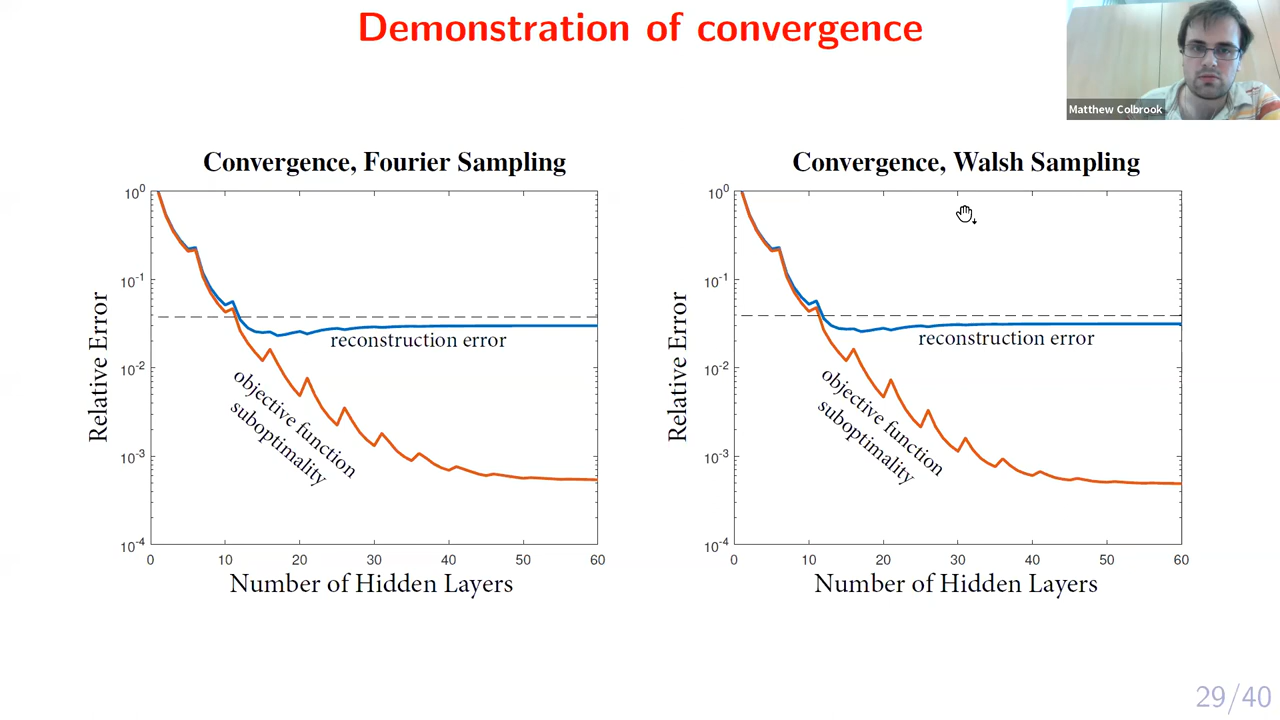 Demonstration of convergence
Matthew Colbrook
Convergence, Fourier Sampling
Relative Error
10^0
10^-1
10^-2
10^-3
10^-4
reconstruction error
objective function
suboptimality
0 10 20 30 40 50 60
Number of Hidden Layers
Convergence, Walsh Sampling
Relative Error
10^0
10^-1
10^-2
10^-3
10^-4
reconstruction error
objective function
suboptimality
0 10 20 30 40 50 60
Number of Hidden Layers
29/40